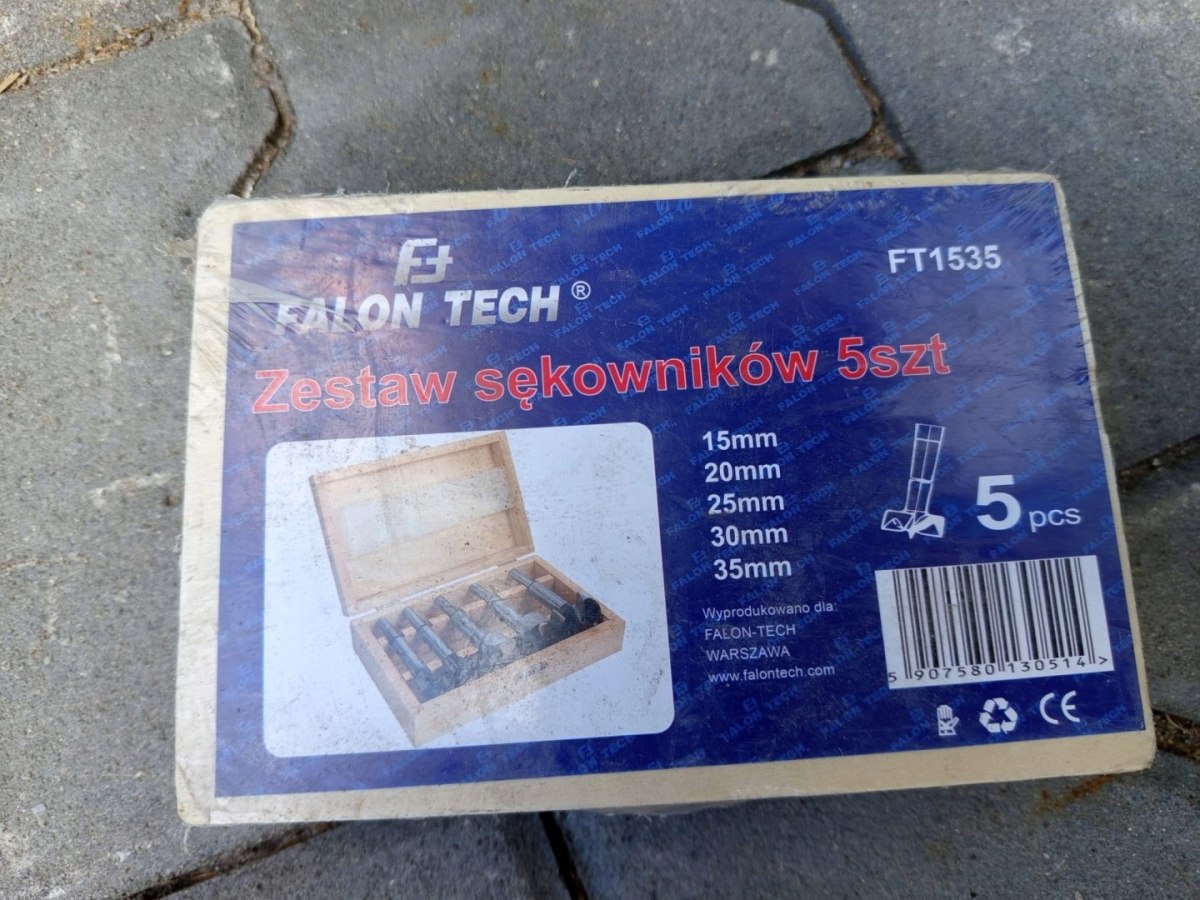 FALON TECH®
FT1535
Zestaw sękowników 5szt
15mm
20mm
25mm
30mm
35mm
5 pcs
Wyprodukowano dla:
FALON-TECH
WARSZAWA
www.falontech.com
5 907580 130514 >
CE